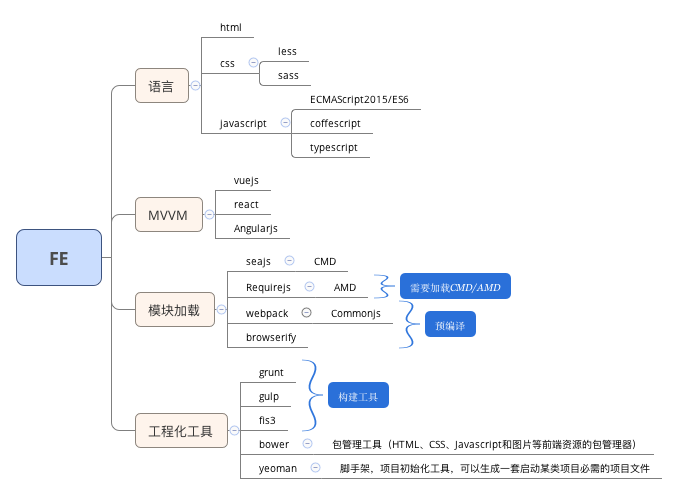 FE
语言
html
css
less
sass
javascript
ECMAScript2015/ES6
coffescript
typescript
MVVM
vuejs
react
Angularjs
模块加载
seajs
CMD
Requirejs
AMD
需要加载CMD/AMD
webpack
Commonjs
browserify
预编译
工程化工具
grunt
gulp
fis3
构建工具
bower
包管理工具（HTML、CSS、Javascript和图片等前端资源的包管理器）
yeoman
脚手架，项目初始化工具，可以生成一套启动某类项目必需的项目文件